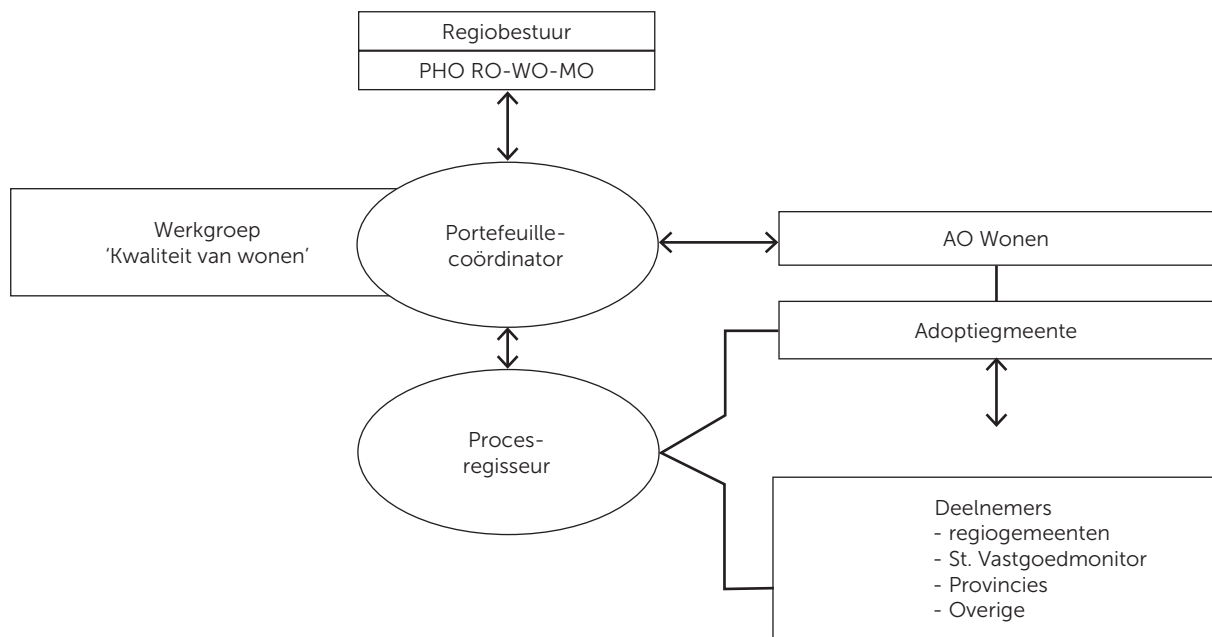 Regiobestuur
PHO RO-WO-MO
Werkgroep
'Kwaliteit van wonen'
Portefeuille-
coördinator
AO Wonen
Adoptiegmeente
Proces-
regisseur
Deelnemers
- regiogemeenten
- St. Vastgoedmonitor
- Provincies
- Overige